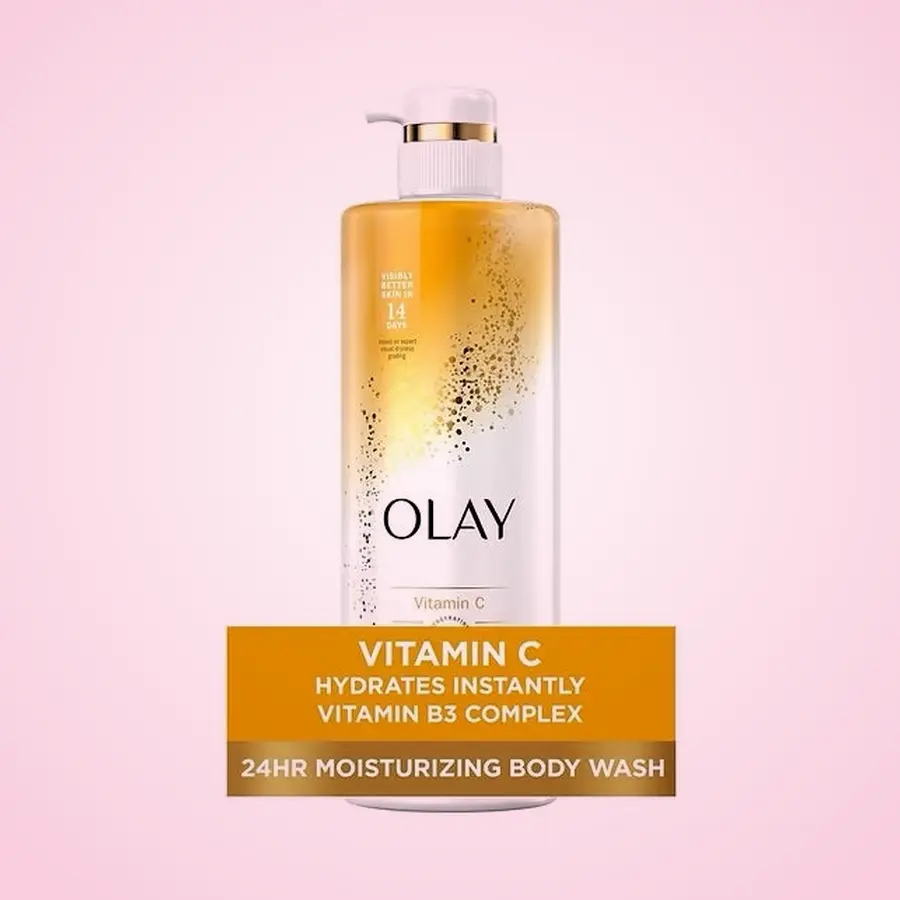 VISIBLY
BETTER
SKIN IN
14
DAYS
OLAY
Vitamin C
VITAMIN C
HYDRATES INSTANTLY
VITAMIN B3 COMPLEX
24HR MOISTURIZING BODY WASH